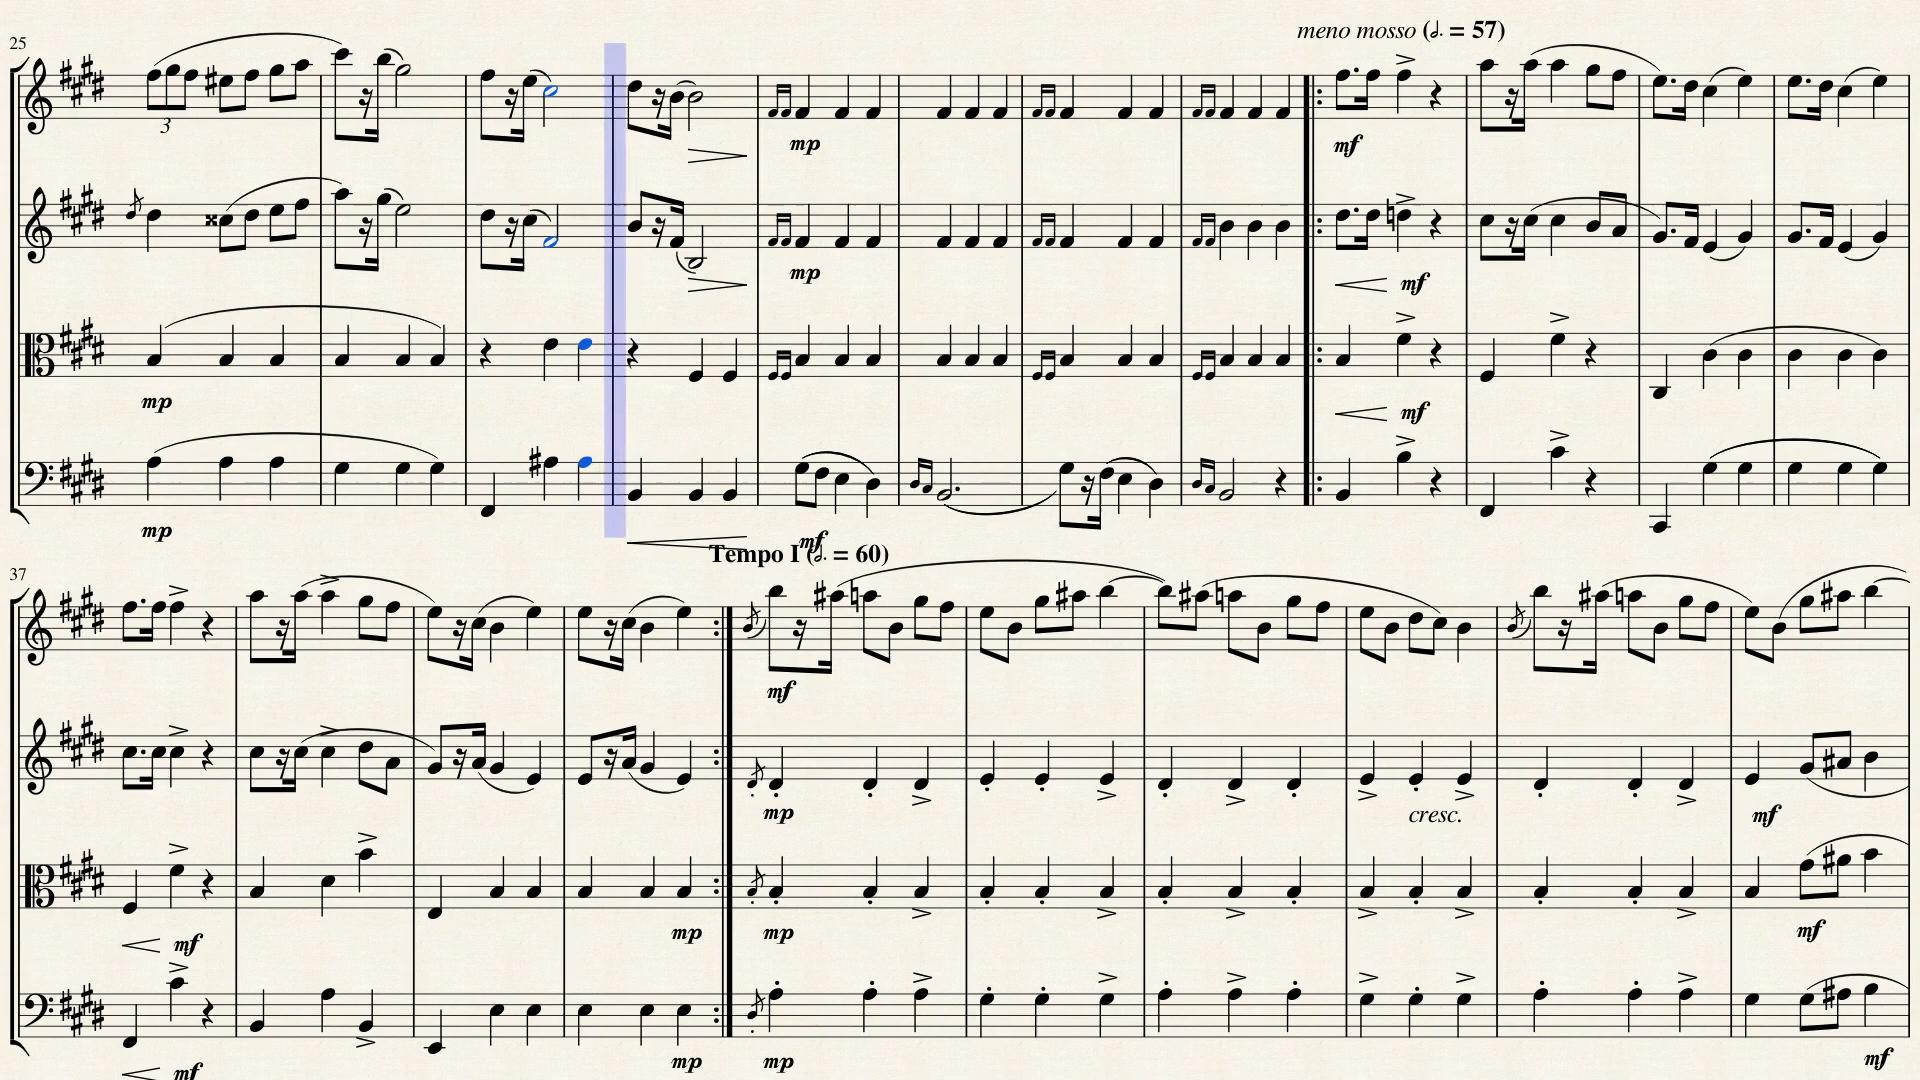 meno mosso (𝅗𝅥. = 57)
25
3
mp
mf
mp
mf
mp
mf
mp
mf
Tempo I (𝅗𝅥. = 60)
37
mf
mp
cresc.
mf
mf
mp
mp
mf
mf
mp
mp
mf